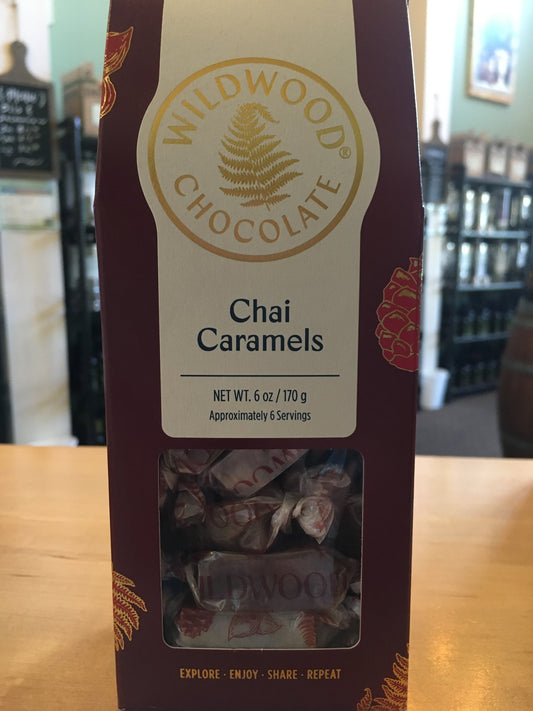 WILDWOOD®
CHOCOLATE
Chai
Caramels
NET WT. 6 oz / 170 g
Approximately 6 Servings
WILDWOOD
EXPLORE · ENJOY · SHARE · REPEAT